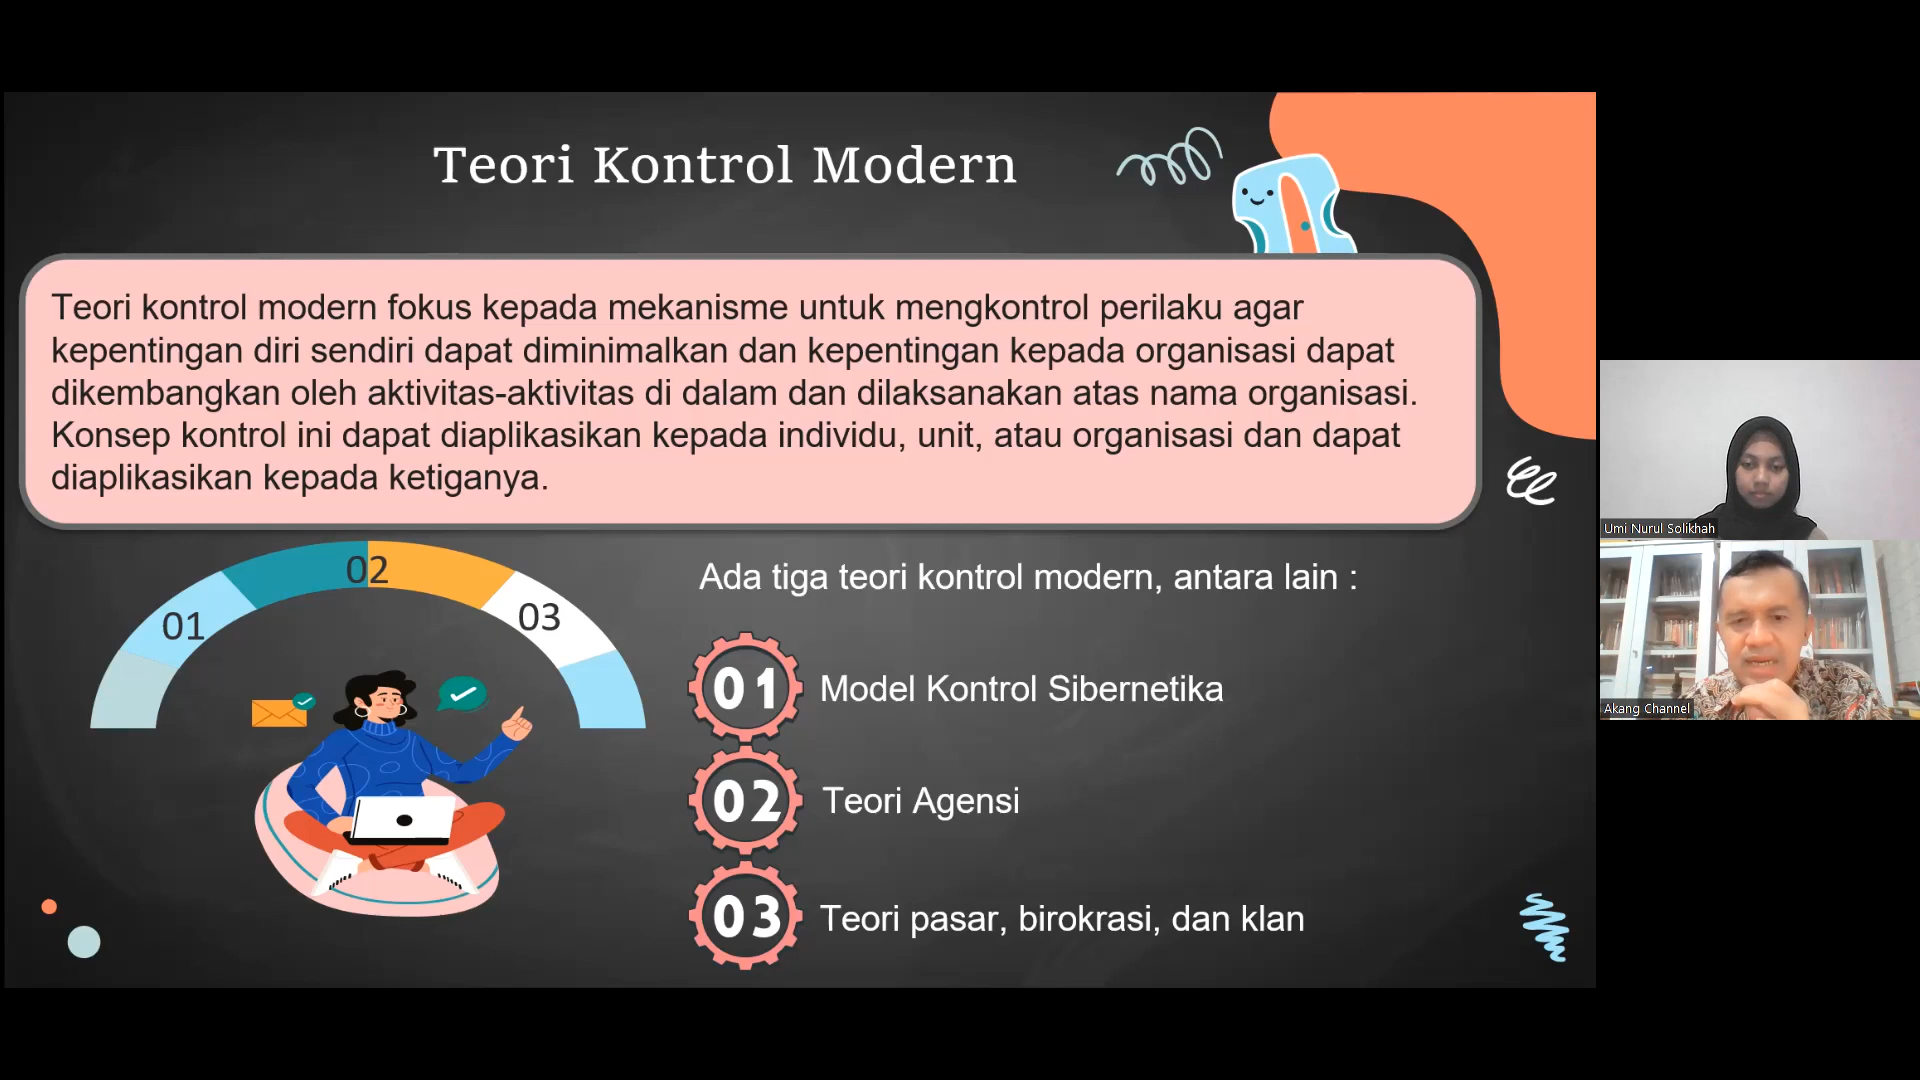 Teori Kontrol Modern
Teori kontrol modern fokus kepada mekanisme untuk mengkontrol perilaku agar
kepentingan diri sendiri dapat diminimalkan dan kepentingan kepada organisasi dapat
dikembangkan oleh aktivitas-aktivitas di dalam dan dilaksanakan atas nama organisasi.
Konsep kontrol ini dapat diaplikasikan kepada individu, unit, atau organisasi dan dapat
diaplikasikan kepada ketiganya.
01
02
03
Ada tiga teori kontrol modern, antara lain :
01 Model Kontrol Sibernetika
02 Teori Agensi
03 Teori pasar, birokrasi, dan klan
Umi Nurul Solikhah
Akang Channel